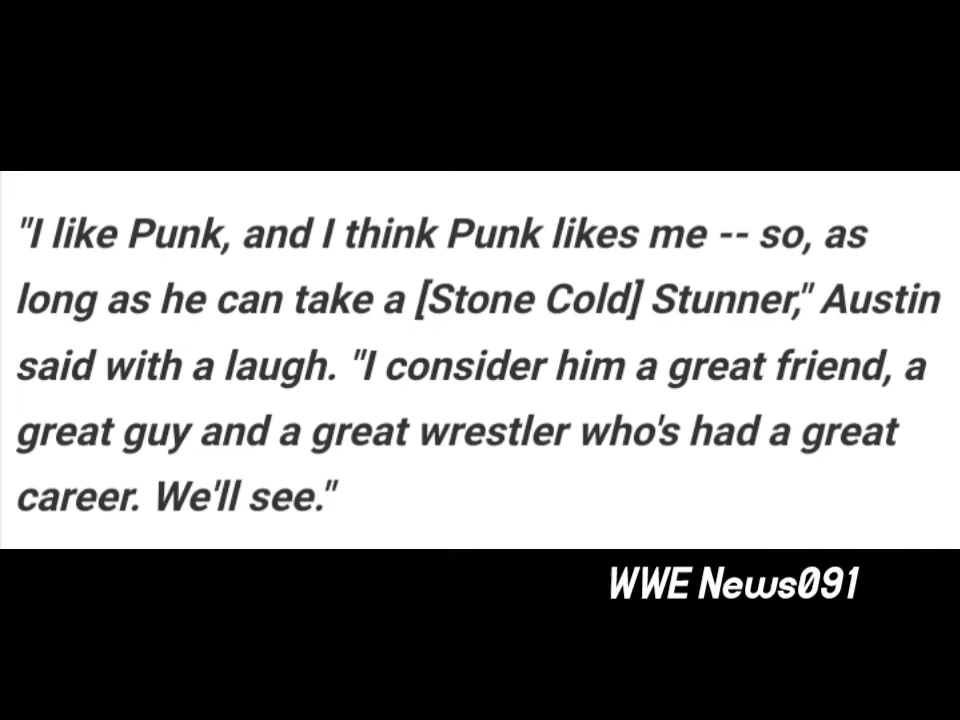 "I like Punk, and I think Punk likes me -- so, as
long as he can take a [Stone Cold] Stunner," Austin
said with a laugh. "I consider him a great friend, a
great guy and a great wrestler who's had a great
career. We'll see."
WWE News091